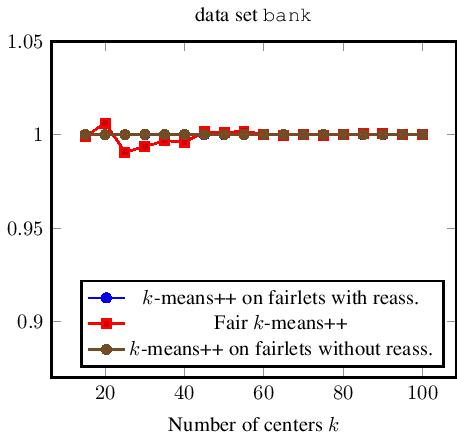 data set bank
1.05
1
0.95
0.9
k-means++ on fairlets with reass.
Fair k-means++
k-means++ on fairlets without reass.
20 40 60 80 100
Number of centers k